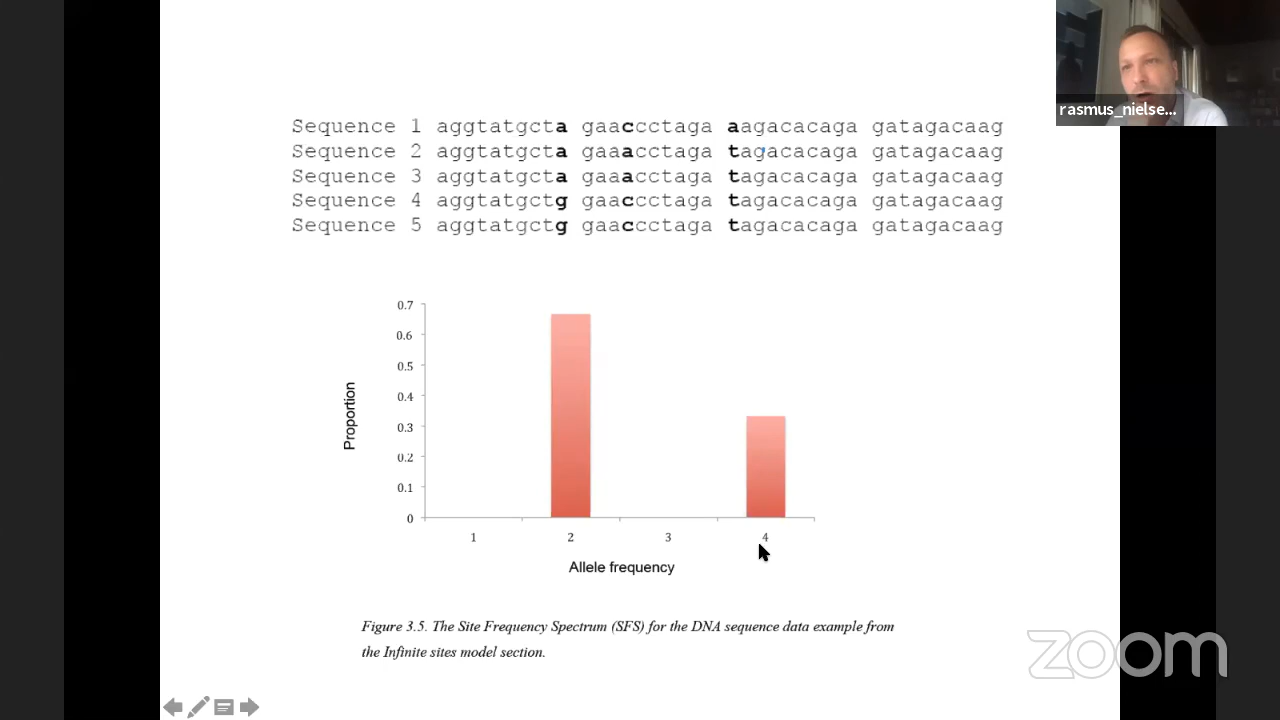 rasmus_nielse...
Sequence 1 aggtatgcta gaaccctaga aagacacaga gatagacaag
Sequence 2 aggtatgcta gaaacctaga tagacacaga gatagacaag
Sequence 3 aggtatgcta gaaacctaga tagacacaga gatagacaag
Sequence 4 aggtatgctg gaaccctaga tagacacaga gatagacaag
Sequence 5 aggtatgctg gaaccctaga tagacacaga gatagacaag
0.7
0.6
0.5
0.4
0.3
0.2
0.1
0
Proportion
1 2 3 4
Allele frequency
Figure 3.5. The Site Frequency Spectrum (SFS) for the DNA sequence data example from
the Infinite sites model section.
zoom